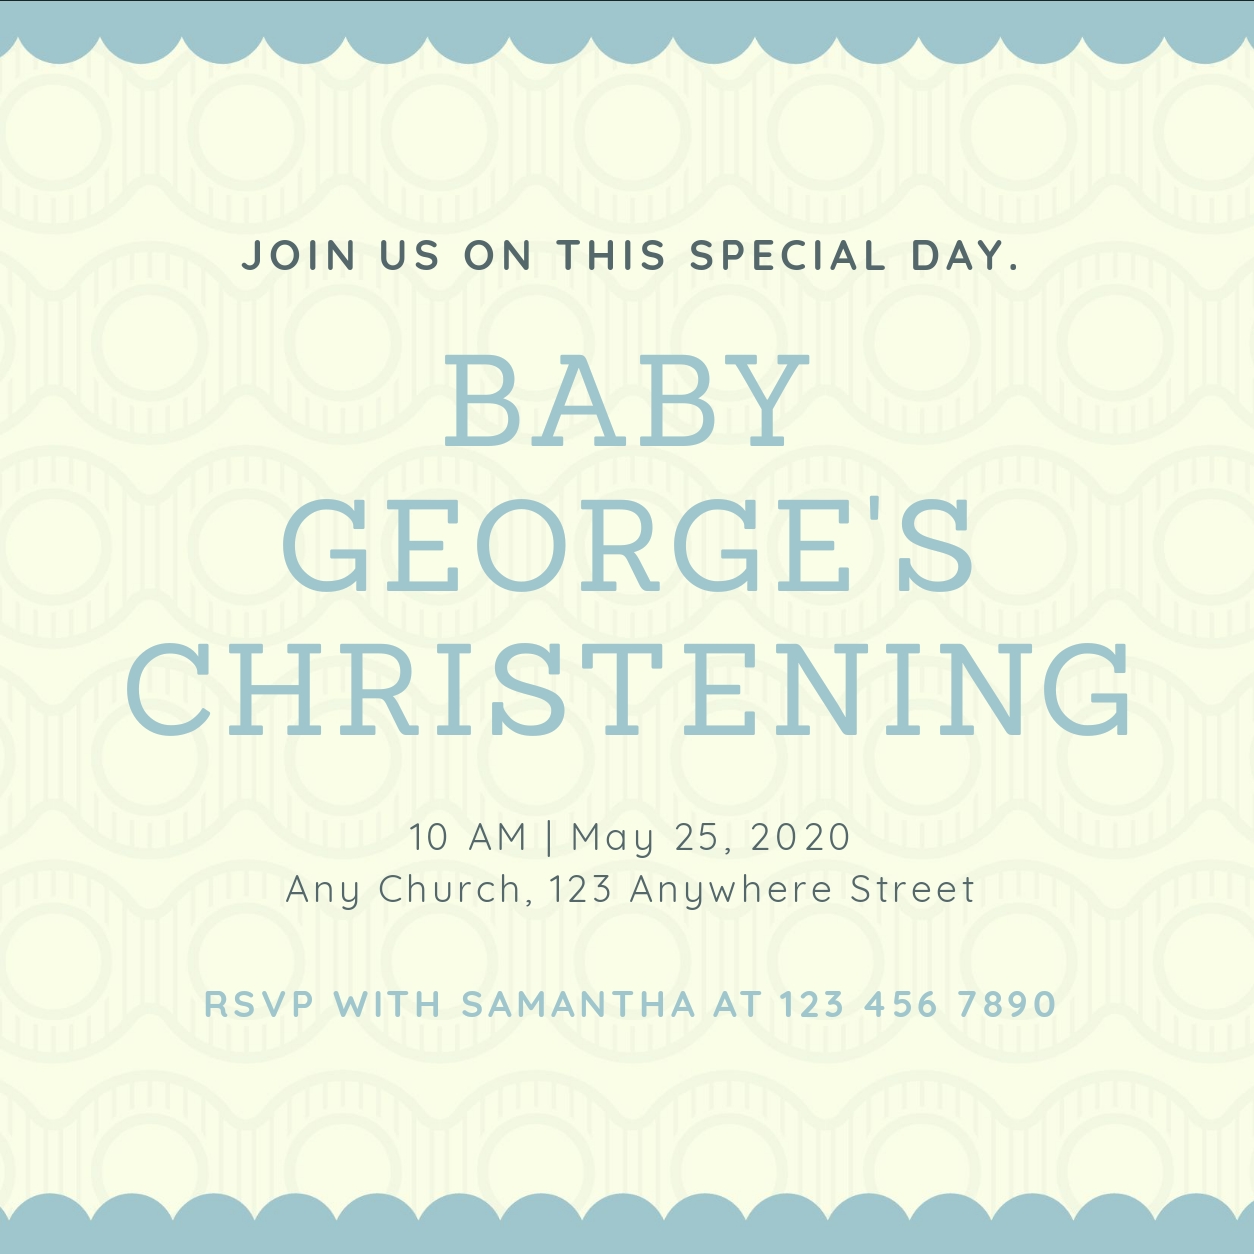 JOIN US ON THIS SPECIAL DAY.
BABY
GEORGE'S
CHRISTENING
10 AM | May 25, 2020
Any Church, 123 Anywhere Street
RSVP WITH SAMANTHA AT 123 456 7890